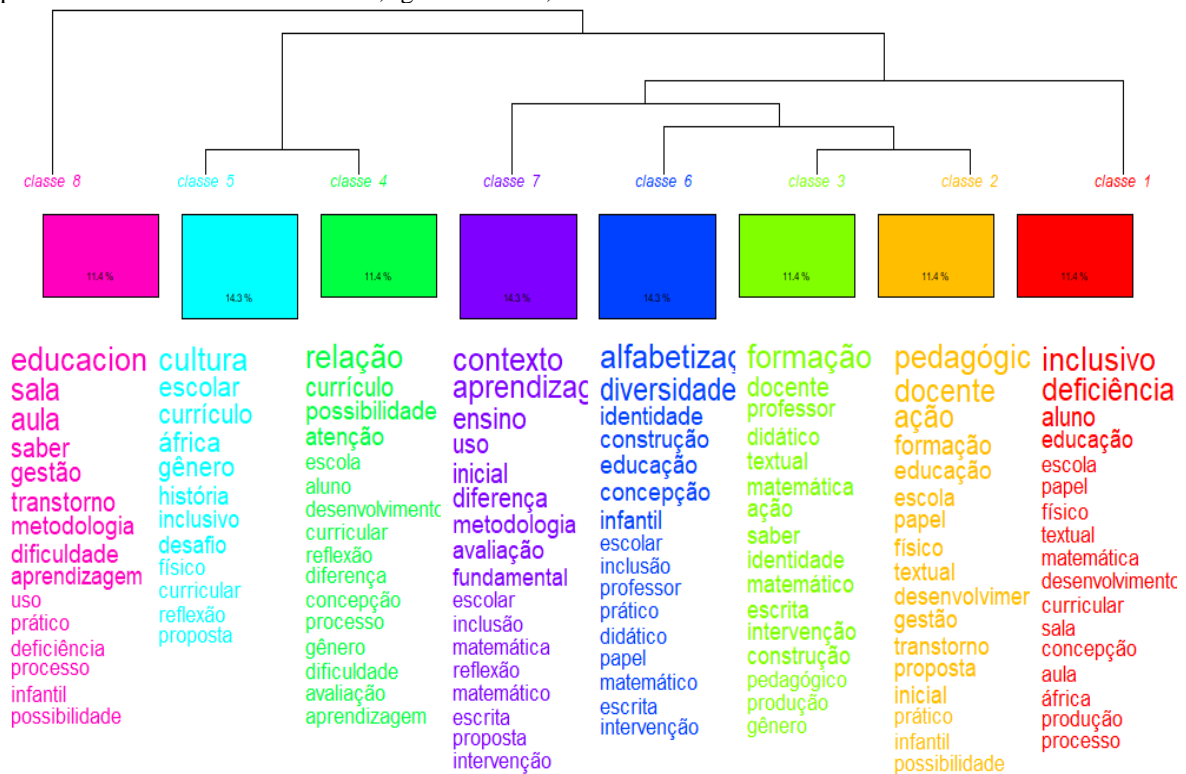 classe 8
classe 5
classe 4
classe 7
classe 6
classe 3
classe 2
classe 1
11.4 %
14.3 %
11.4 %
14.3 %
14.3 %
11.4 %
11.4 %
11.4 %
educacion
sala
aula
saber
gestão
transtorno
metodologia
dificuldade
aprendizagem
uso
prático
deficiência
processo
infantil
possibilidade
cultura
escolar
currículo
áfrica
gênero
história
inclusivo
desafio
físico
curricular
reflexão
proposta
relação
currículo
possibilidade
atenção
escola
aluno
desenvolvimento
curricular
reflexão
diferença
concepção
processo
gênero
dificuldade
avaliação
aprendizagem
contexto
aprendizag
ensino
uso
inicial
diferença
metodologia
avaliação
fundamental
escolar
inclusão
matemática
reflexão
matemático
escrita
proposta
intervenção
alfabetizaç
diversidade
identidade
construção
educação
concepção
infantil
escolar
inclusão
professor
prático
didático
papel
matemático
escrita
intervenção
formação
docente
professor
didático
textual
matemática
ação
saber
identidade
matemático
escrita
intervenção
construção
pedagógico
produção
gênero
pedagógic
docente
ação
formação
educação
escola
papel
físico
textual
desenvolvimer
gestão
transtorno
proposta
inicial
prático
infantil
possibilidade
inclusivo
deficiência
aluno
educação
escola
papel
físico
textual
matemática
desenvolvimento
curricular
sala
concepção
aula
áfrica
produção
processo